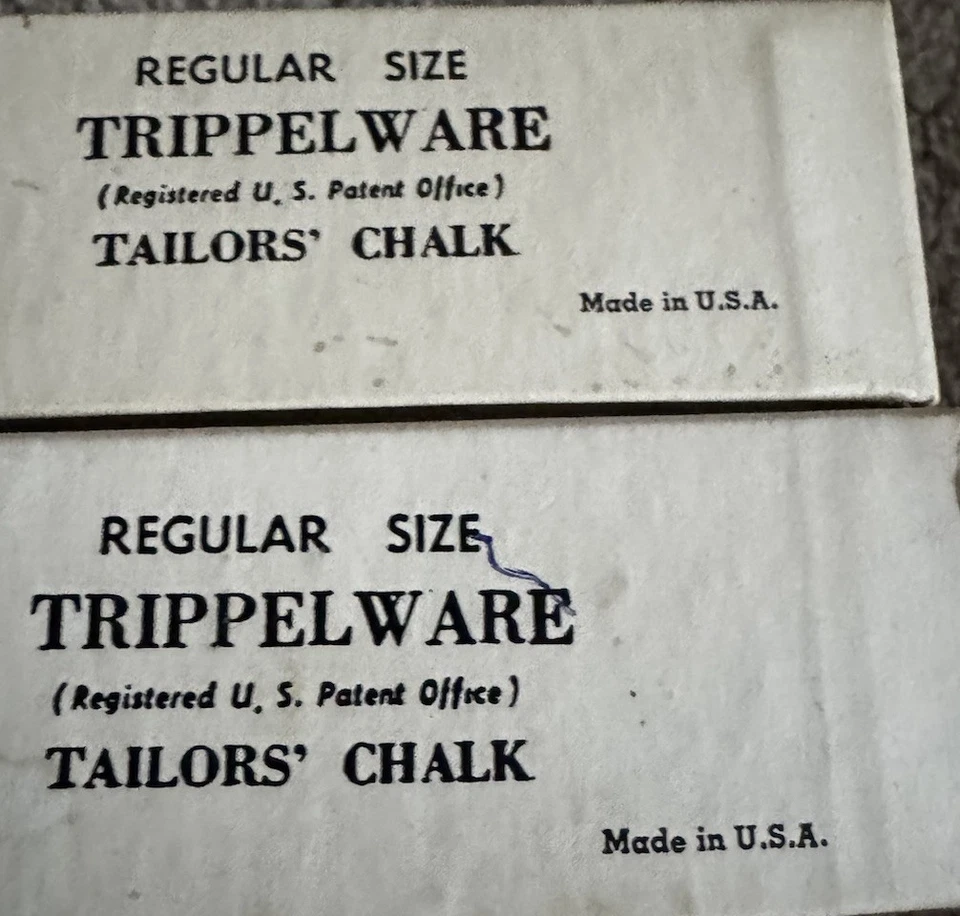 REGULAR SIZE
TRIPPELWARE
(Registered U. S. Patent Office)
TAILORS' CHALK
Made in U.S.A.
REGULAR SIZE
TRIPPELWARE
(Registered U. S. Patent Office)
TAILORS' CHALK
Made in U.S.A.